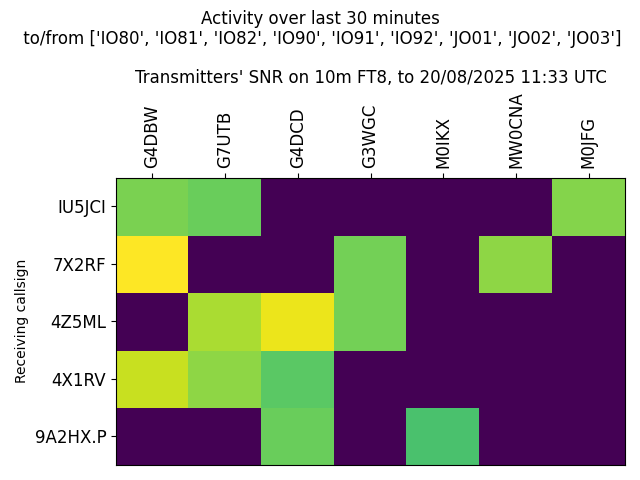 Activity over last 30 minutes
to/from ['IO80', 'IO81', 'IO82', 'IO90', 'IO91', 'IO92', 'JO01', 'JO02', 'JO03']
Transmitters' SNR on 10m FT8, to 20/08/2025 11:33 UTC
G4DBW
G7UTB
G4DCD
G3WGC
M0IKX
MW0CNA
M0JFG
Receiving callsign
IU5JCI
7X2RF
4Z5ML
4X1RV
9A2HX.P